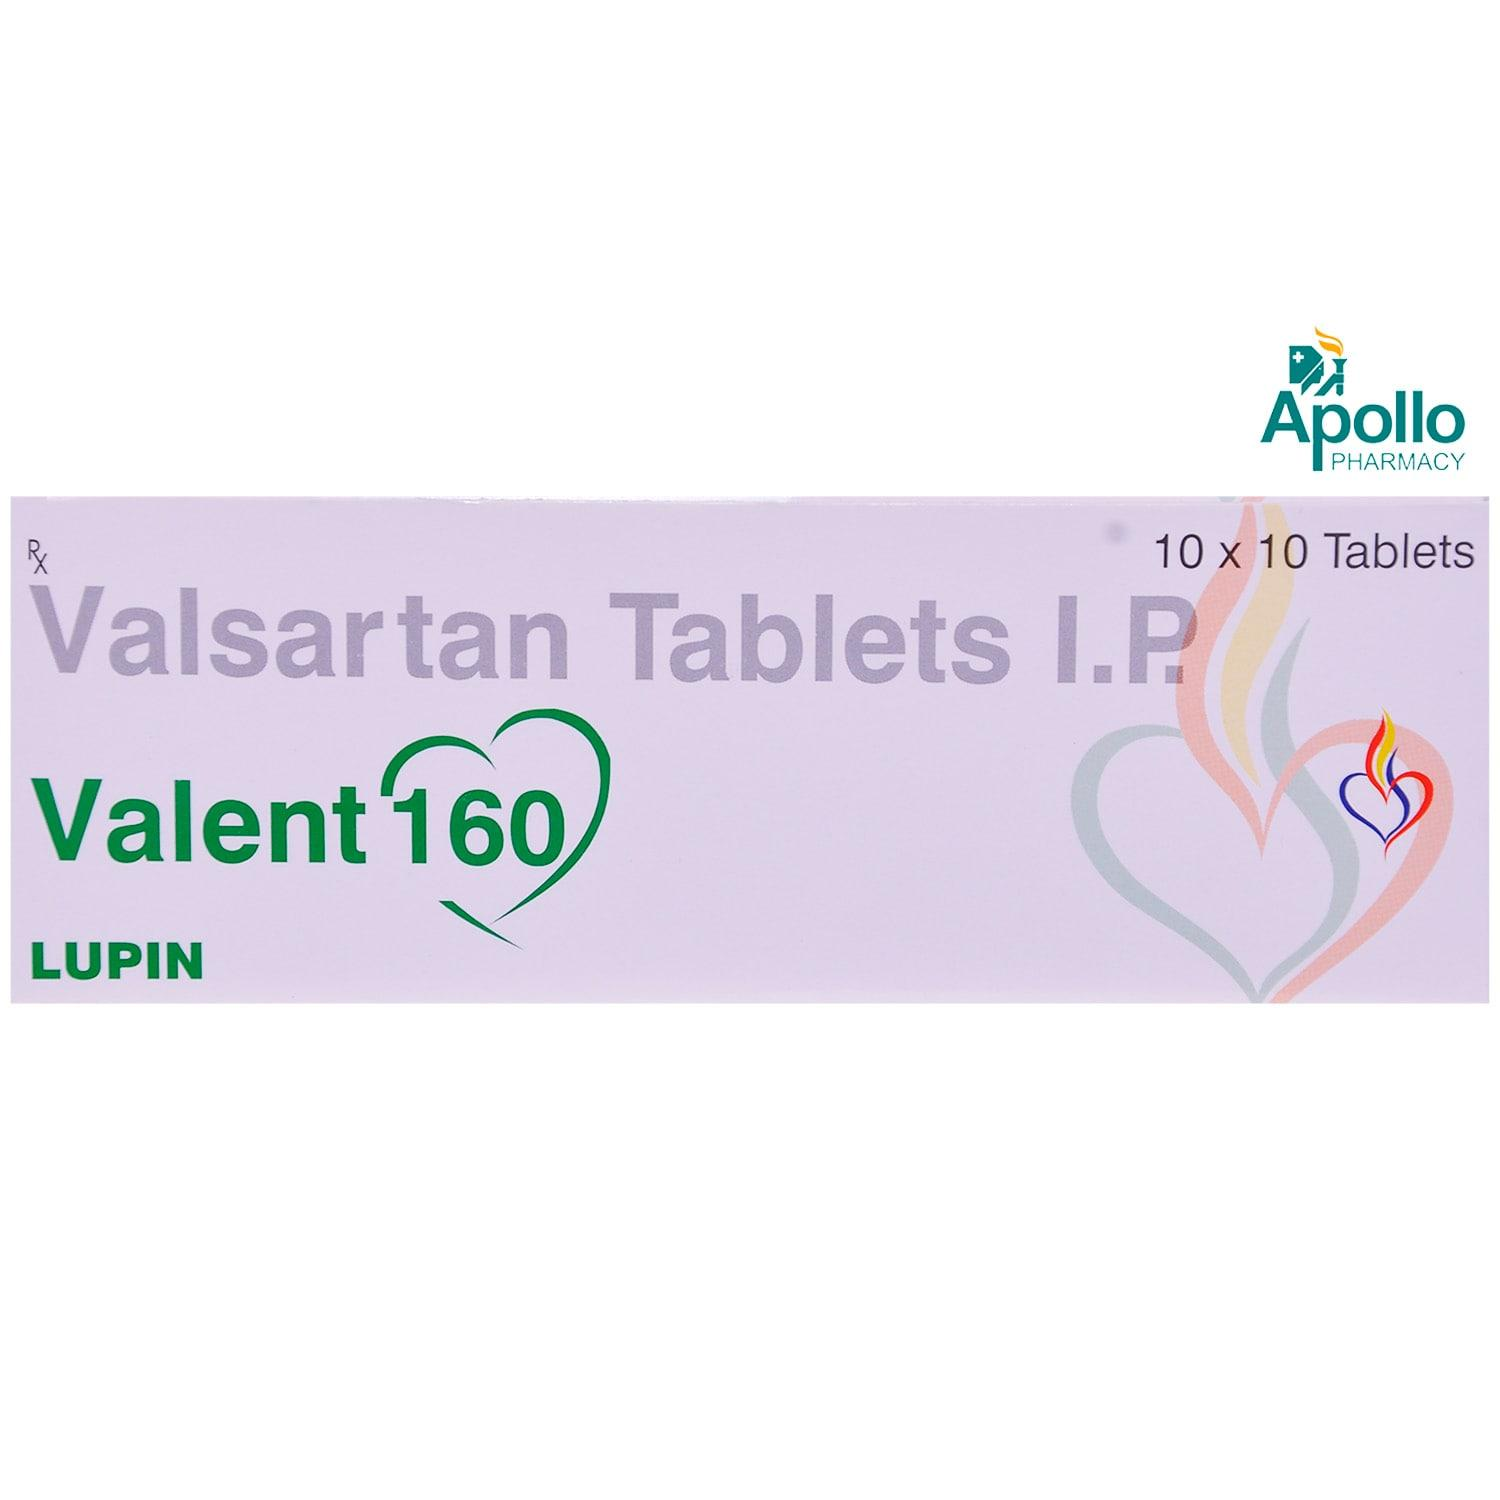 Apollo
PHARMACY
Rx
10 x 10 Tablets
Valsartan Tablets I.P.
Valent 160
LUPIN